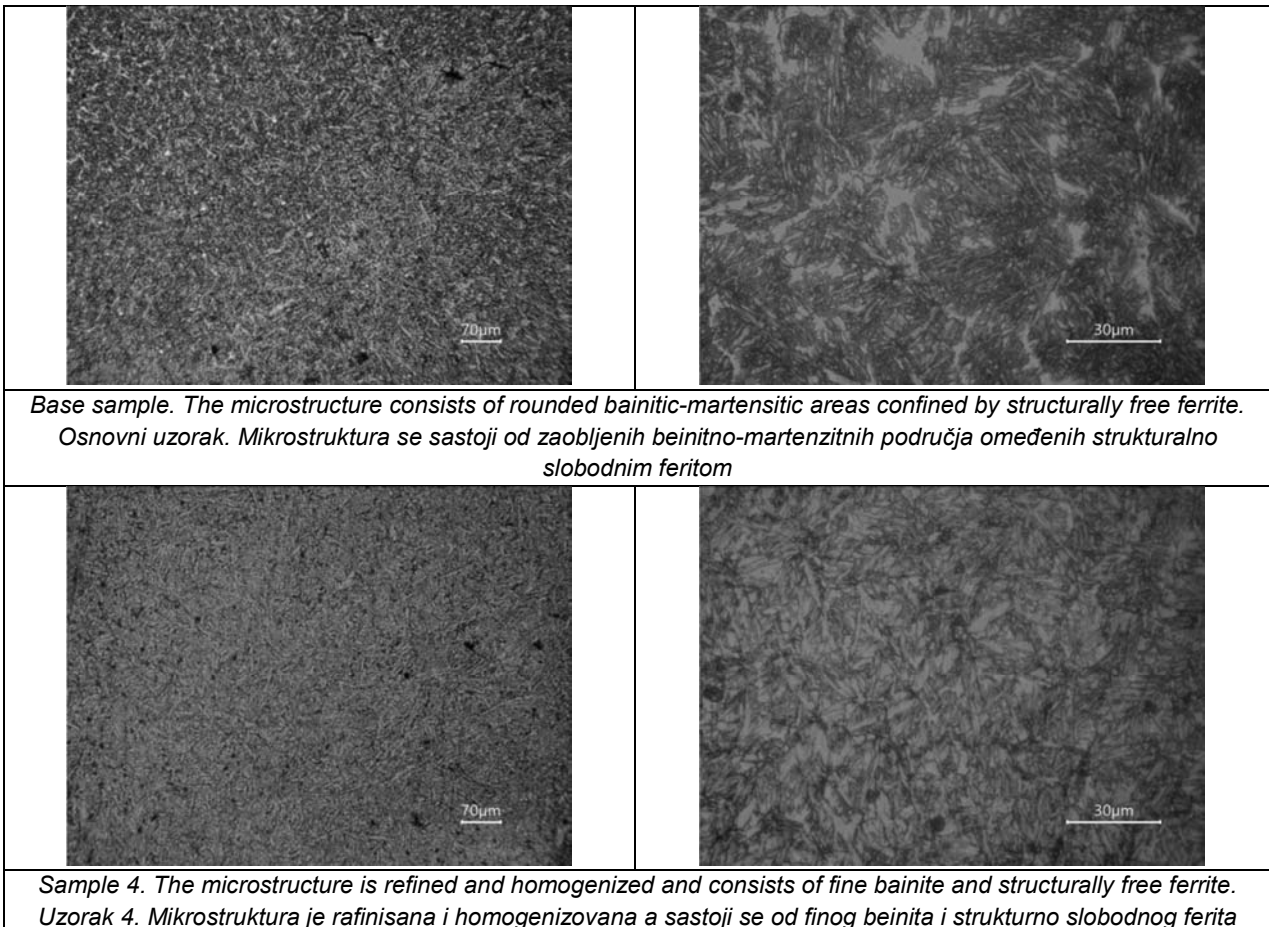 70µm
30µm
Base sample. The microstructure consists of rounded bainitic-martensitic areas confined by structurally free ferrite.
Osnovni uzorak. Mikrostruktura se sastoji od zaobljenih beinitno-martenzitnih područja omeđenih strukturalno
slobodnim feritom
70µm
30µm
Sample 4. The microstructure is refined and homogenized and consists of fine bainite and structurally free ferrite.
Uzorak 4. Mikrostruktura je rafinisana i homogenizovana a sastoji se od finog beinita i strukturno slobodnog ferita